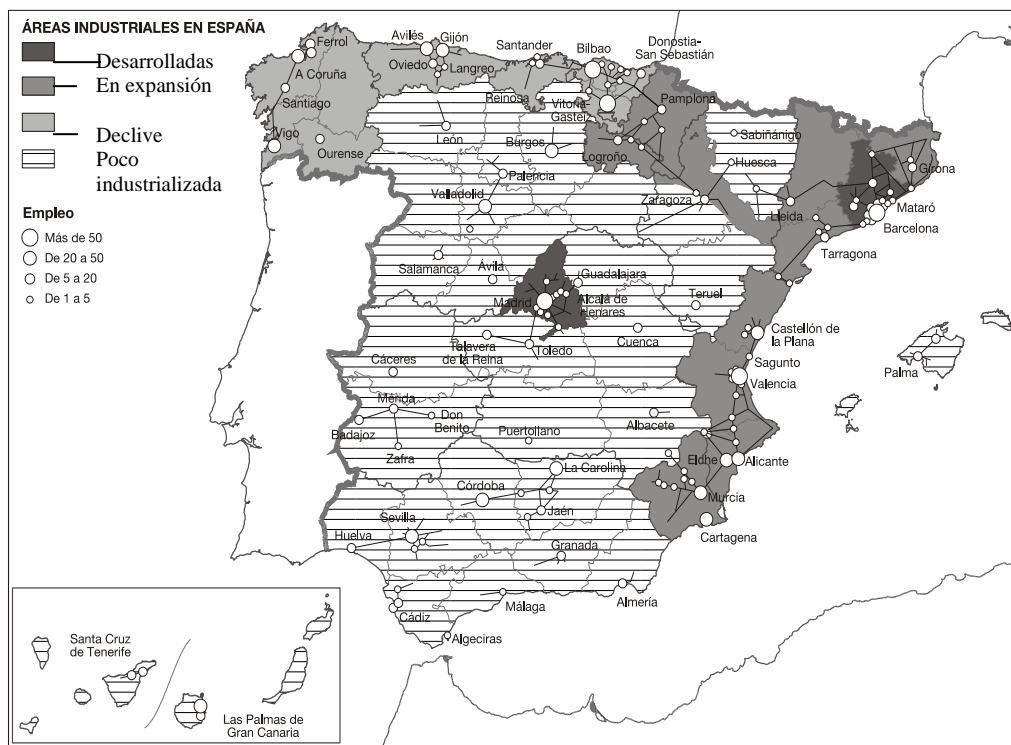 ÁREAS INDUSTRIALES EN ESPAÑA
Desarrolladas
En expansión
Declive
Poco
industrializada
Empleo
Más de 50
De 20 a 50
De 5 a 20
De 1 a 5
Ferrol
A Coruña
Santiago
Vigo
Ourense
Avilés
Gijón
Oviedo
Langreo
Santander
Reinosa
Bilbao
Donostia-
San Sebastián
Vitoria-
Gasteiz
Pamplona
León
Burgos
Logroño
Palencia
Valladolid
Sabiñánigo
Huesca
Zaragoza
Lleida
Girona
Mataró
Barcelona
Tarragona
Salamanca
Ávila
Guadalajara
Madrid
Alcalá de
Henares
Teruel
Talavera
de la Reina
Toledo
Cuenca
Castellón de
la Plana
Sagunto
Valencia
Palma
Cáceres
Mérida
Don
Benito
Badajoz
Zafra
Puertollano
Albacete
Eldhe
Alicante
Murcia
Cartagena
La Carolina
Córdoba
Jaén
Sevilla
Huelva
Granada
Cádiz
Málaga
Almería
Algeciras
Santa Cruz
de Tenerife
Las Palmas de
Gran Canaria